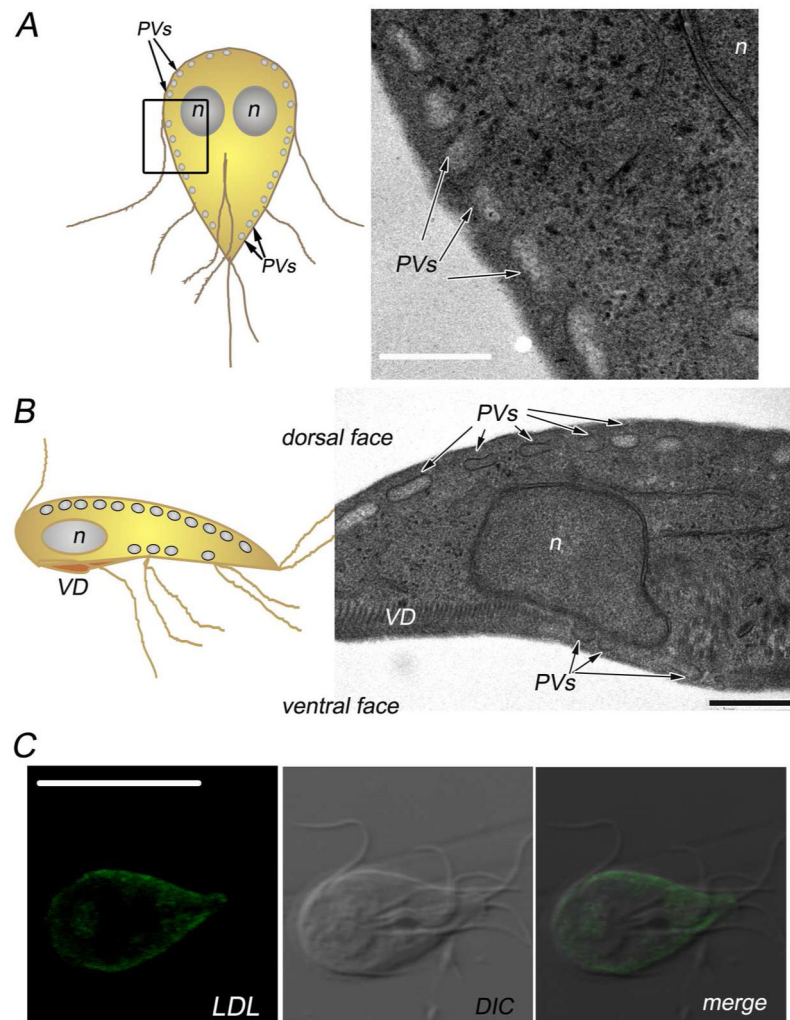 A
PVs
n
n
PVs
n
PVs
B
dorsal face
PVs
n
n
VD
VD
PVs
ventral face
C
LDL
DIC
merge